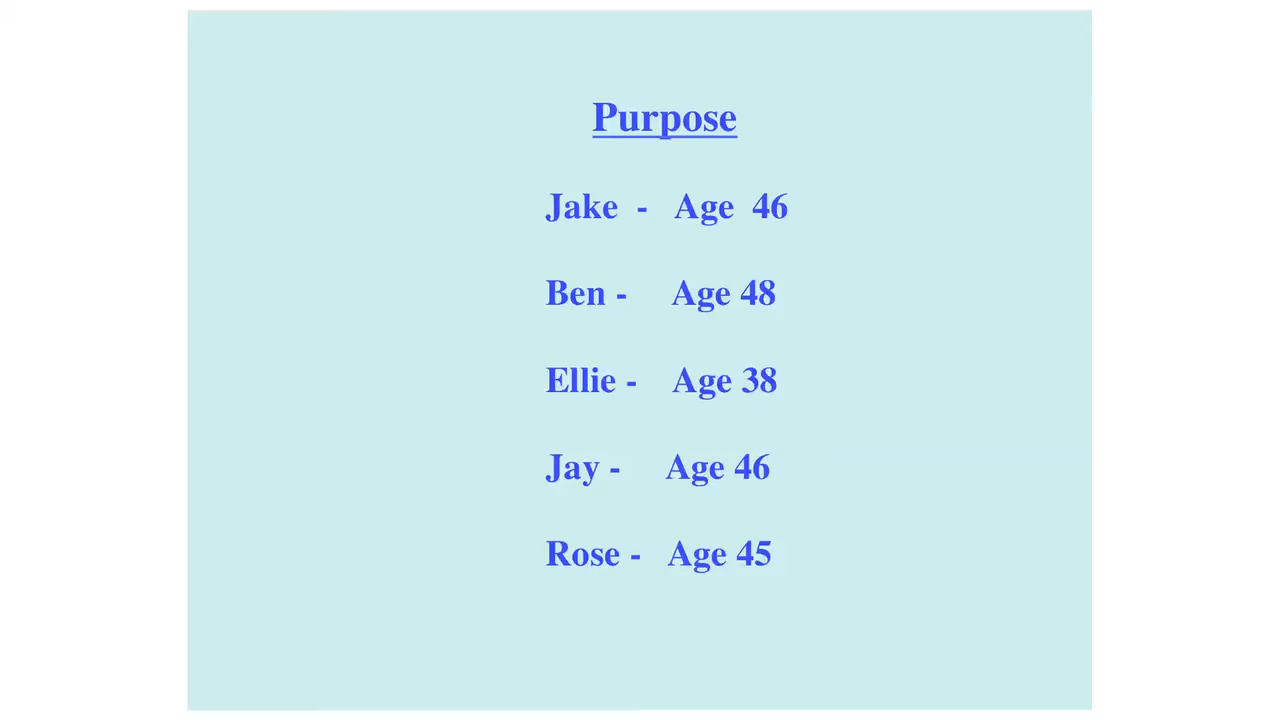 Purpose
Jake - Age 46
Ben - Age 48
Ellie - Age 38
Jay - Age 46
Rose - Age 45